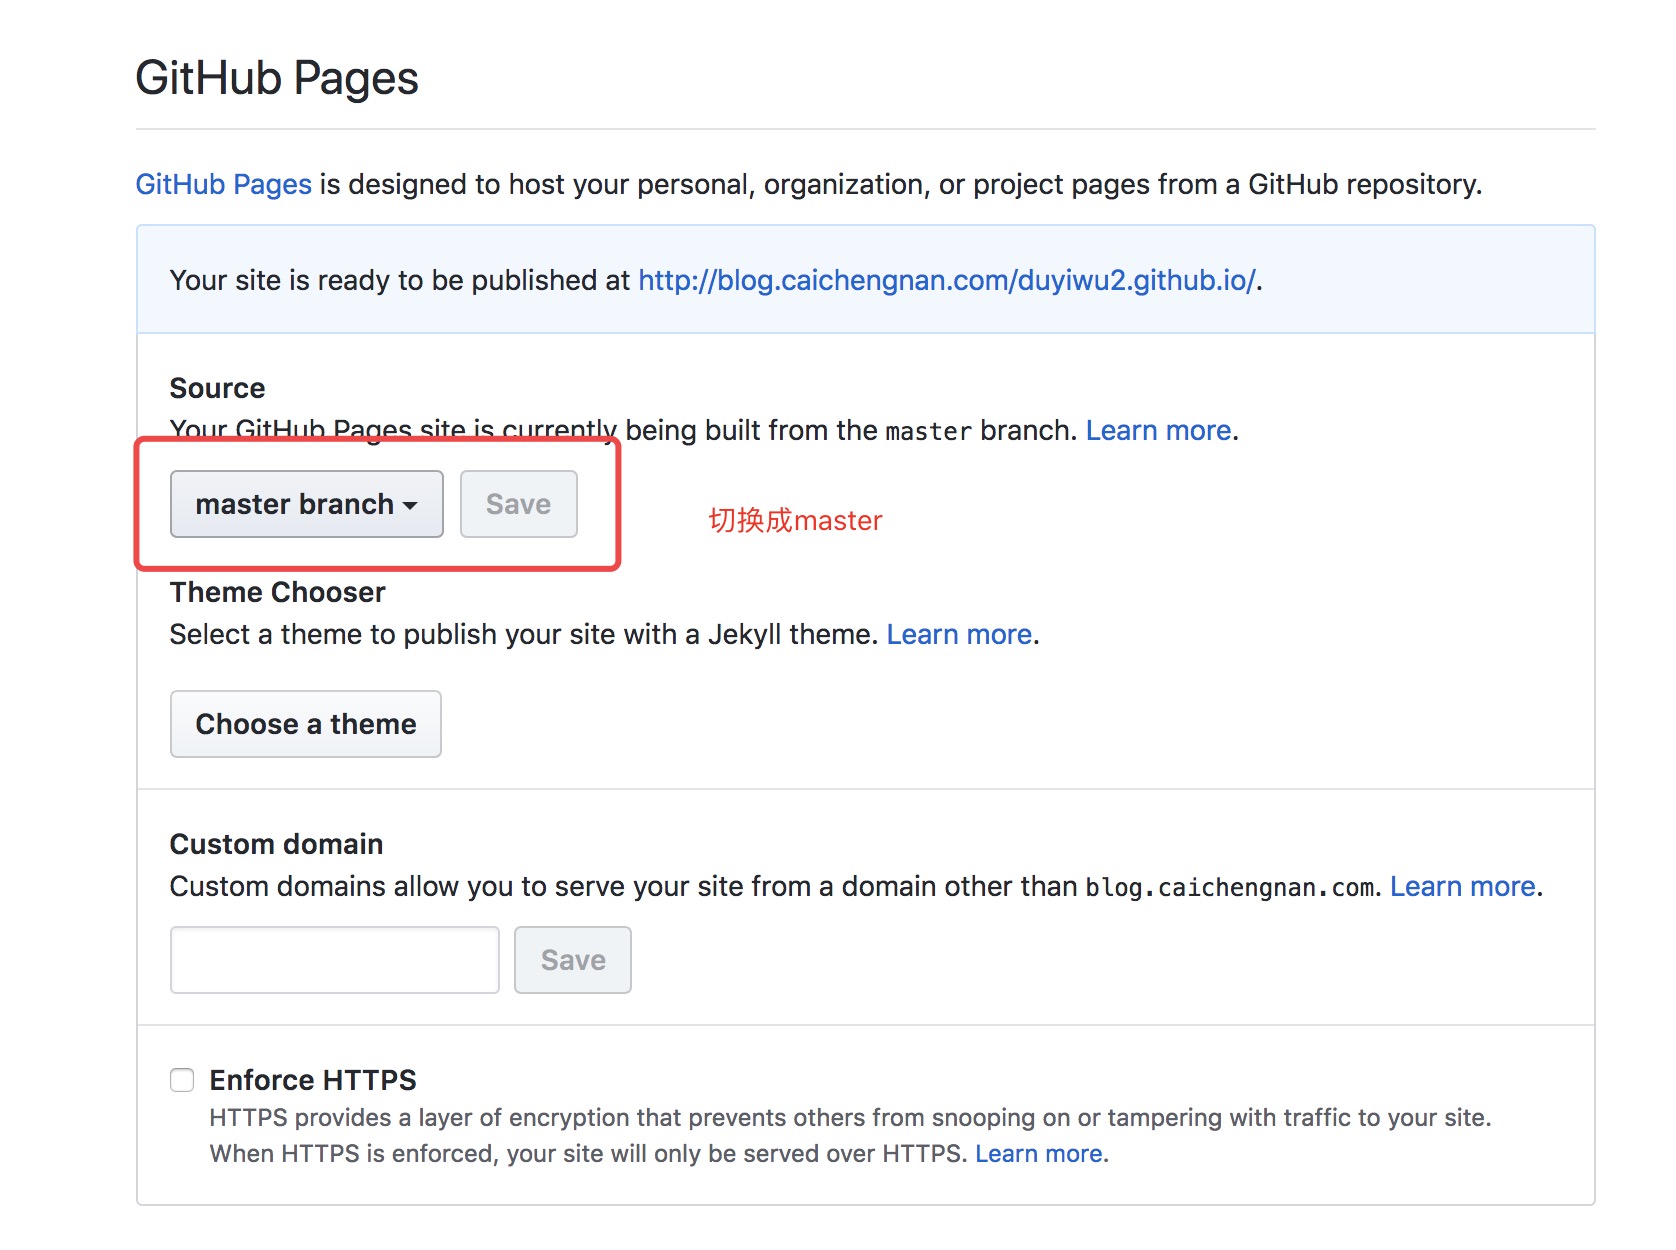 GitHub Pages
GitHub Pages is designed to host your personal, organization, or project pages from a GitHub repository.
Your site is ready to be published at http://blog.caichengnan.com/duyiwu2.github.io/.
Source
Your GitHub Pages site is currently being built from the master branch. Learn more.
master branch
Save
切换成master
Theme Chooser
Select a theme to publish your site with a Jekyll theme. Learn more.
Choose a theme
Custom domain
Custom domains allow you to serve your site from a domain other than blog.caichengnan.com. Learn more.
Save
Enforce HTTPS
HTTPS provides a layer of encryption that prevents others from snooping on or tampering with traffic to your site.
When HTTPS is enforced, your site will only be served over HTTPS. Learn more.